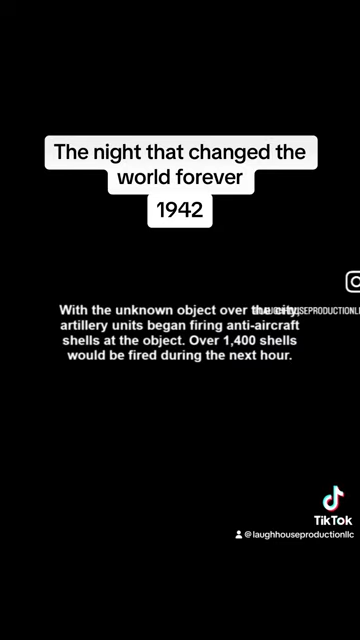 The night that changed the
world forever
1942
With the unknown object over the city,
artillery units began firing anti-aircraft
shells at the object. Over 1,400 shells
would be fired during the next hour.
TikTok
@laughhouseproductionllc